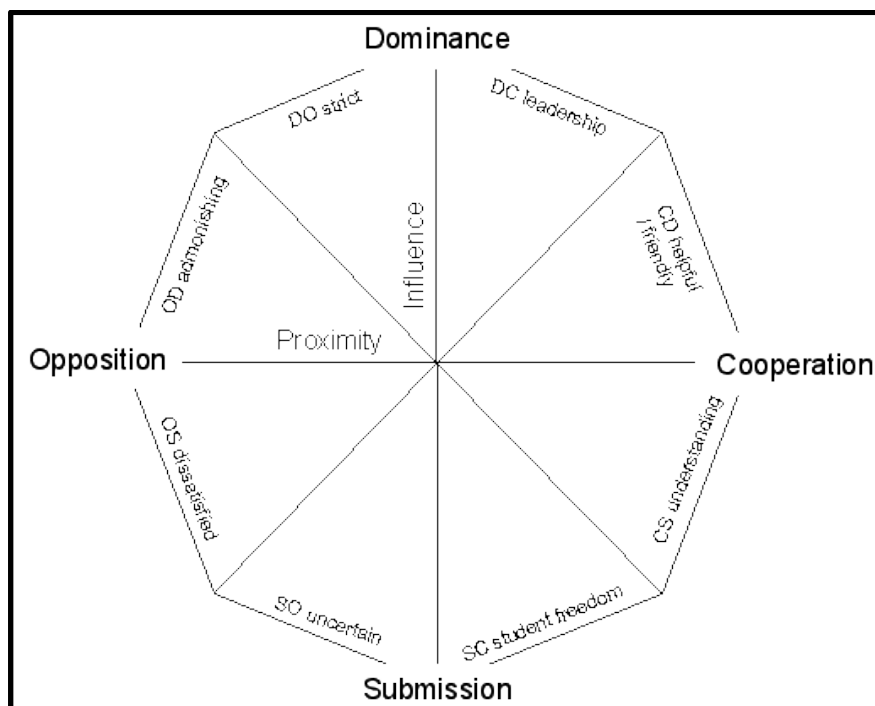 Dominance
DO strict
DC leadership
OD admonishing
CD helpful
/ friendly
Influence
Proximity
Opposition
Cooperation
OS dissatisfied
CS understanding
SO uncertain
SC student freedom
Submission